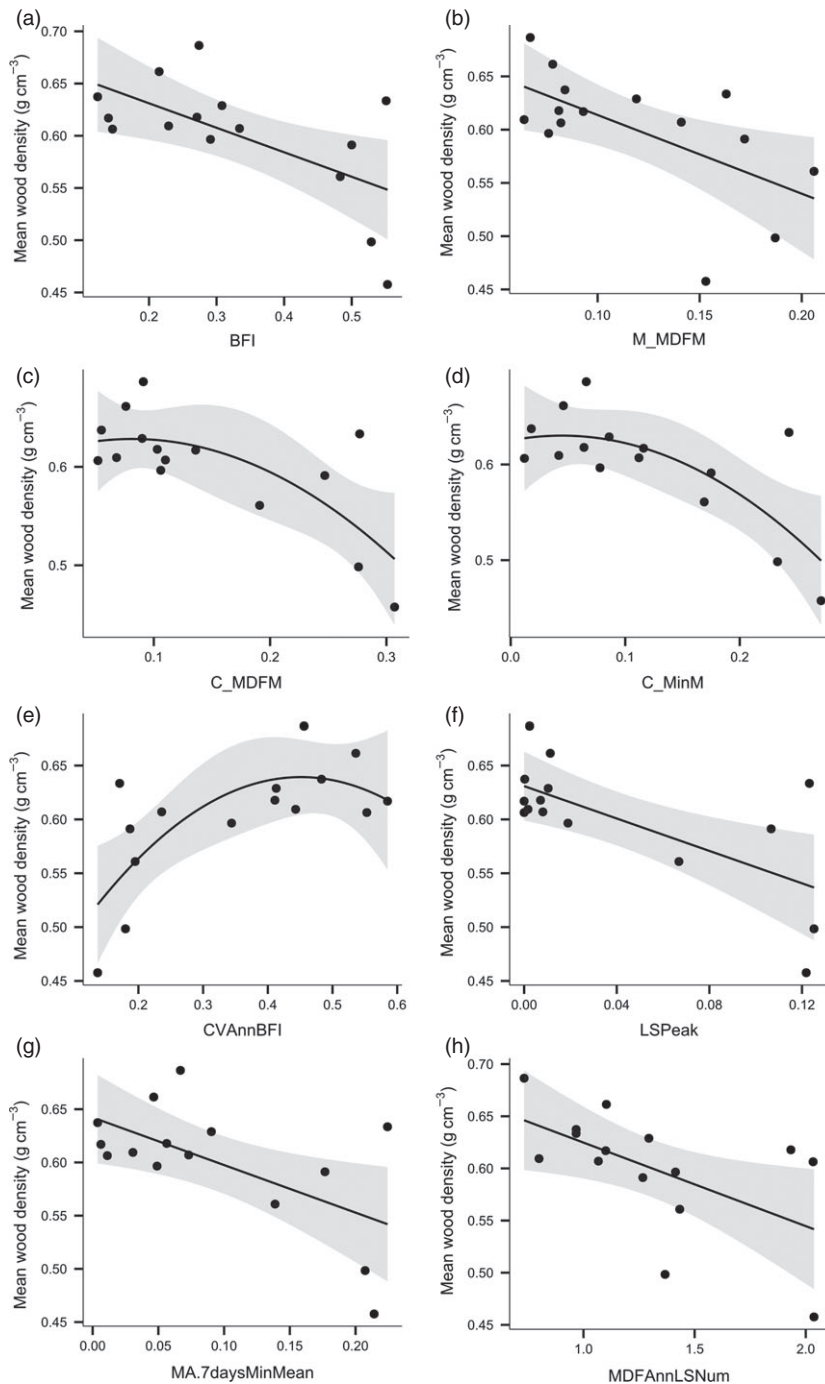 (a)
Mean wood density (g cm−3)
0.70
0.65
0.60
0.55
0.50
0.45
0.2
0.3
0.4
0.5
BFI
(b)
Mean wood density (g cm−3)
0.65
0.60
0.55
0.50
0.45
0.10
0.15
0.20
M_MDFM
(c)
Mean wood density (g cm−3)
0.6
0.5
0.1
0.2
0.3
C_MDFM
(d)
Mean wood density (g cm−3)
0.6
0.5
0.0
0.1
0.2
C_MinM
(e)
Mean wood density (g cm−3)
0.65
0.60
0.55
0.50
0.45
0.2
0.3
0.4
0.5
0.6
CVAnnBFI
(f)
Mean wood density (g cm−3)
0.65
0.60
0.55
0.50
0.45
0.00
0.04
0.08
0.12
LSPeak
(g)
Mean wood density (g cm−3)
0.65
0.60
0.55
0.50
0.45
0.00
0.05
0.10
0.15
0.20
MA.7daysMinMean
(h)
Mean wood density (g cm−3)
0.70
0.65
0.60
0.55
0.50
0.45
1.0
1.5
2.0
MDFAnnLSNum